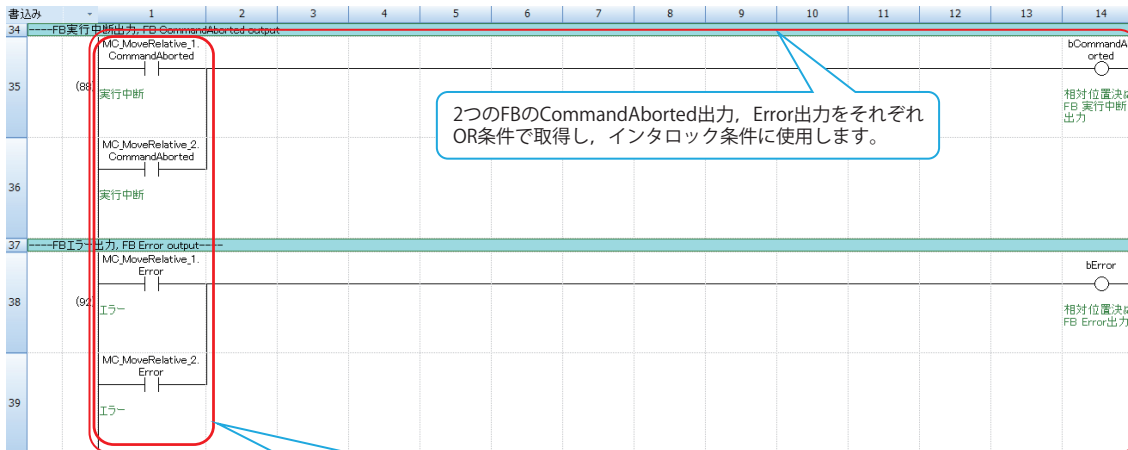 書込み 1 2 3 4 5 6 7 8 9 10 11 12 13 14
34 ----FB実行中断出力, FB CommandAborted output
MC_MoveRelative_1.
CommandAborted
bCommandA
orted
35 (88)
実行中断
相対位置決め
FB 実行中断
出力
2つのFBのCommandAborted出力，Error出力をそれぞれ
OR条件で取得し，インタロック条件に使用します。
MC_MoveRelative_2.
CommandAborted
36
実行中断
37 ----FBエラー出力, FB Error output----
MC_MoveRelative_1.
Error
bError
38 (92)
エラー
相対位置決め
FB Error出力
MC_MoveRelative_2.
Error
39
エラー